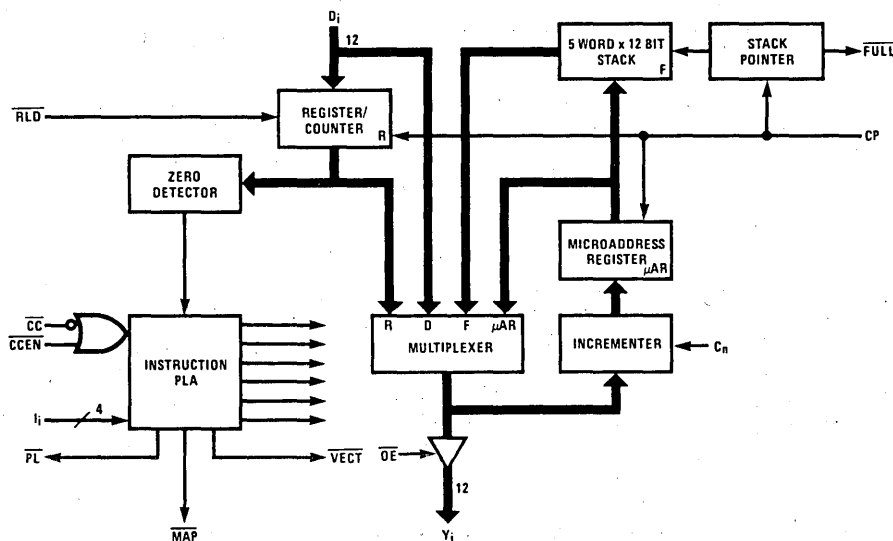 Di
12
5 WORD x 12 BIT
STACK
F
STACK
POINTER
FULL
RLD
REGISTER/
COUNTER
R
CP
ZERO
DETECTOR
MICROADDRESS
REGISTER
μAR
CC
CCEN
INSTRUCTION
PLA
R D F μAR
MULTIPLEXER
INCREMENTER
Cn
Ii
4
PL
VECT
OE
12
MAP
Yi